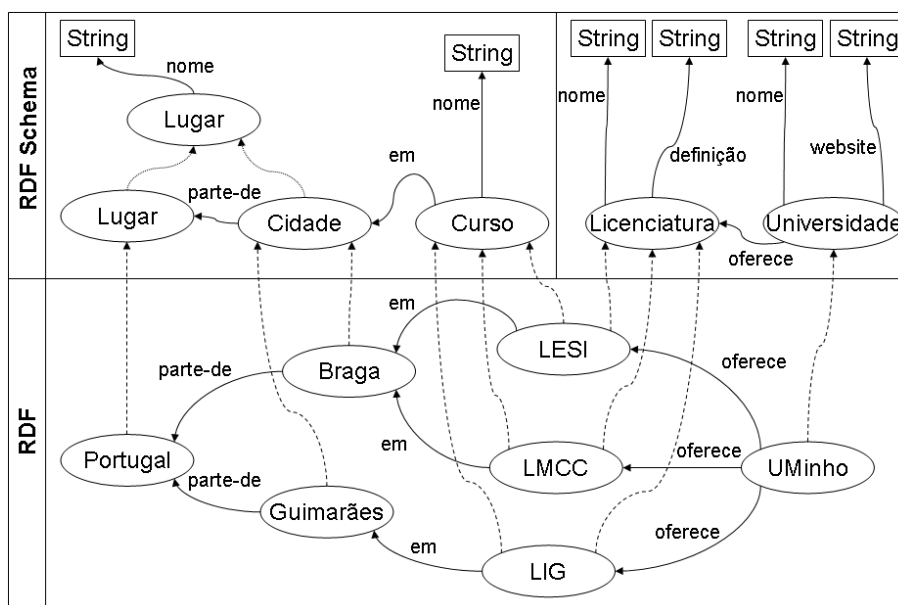 RDF Schema
String
nome
Lugar
Lugar
parte-de
Cidade
em
String
nome
Curso
String
String
nome
definição
Licenciatura
String
String
nome
website
Universidade
oferece
RDF
em
LESI
oferece
Braga
parte-de
Portugal
parte-de
Guimarães
em
LMCC
oferece
UMinho
em
LIG
oferece